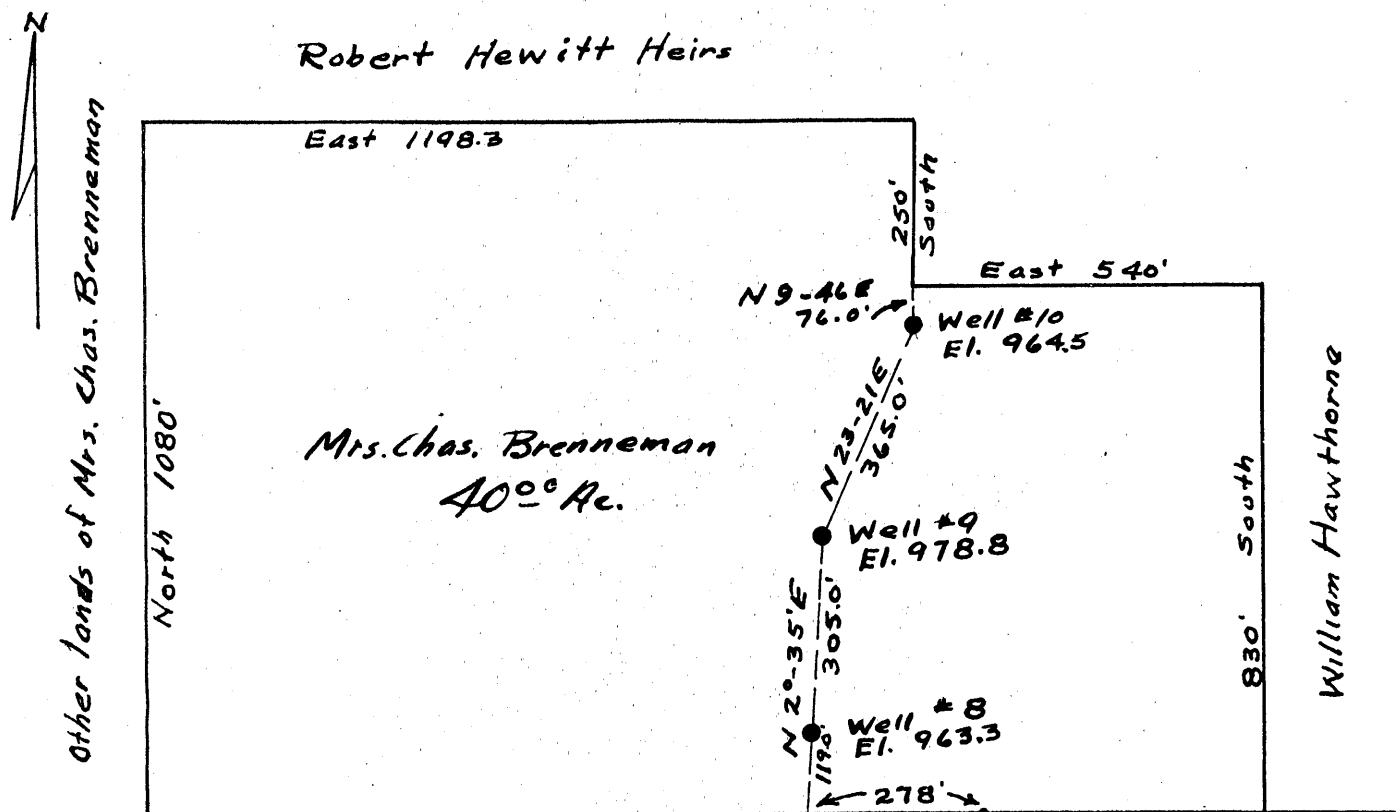 N
Robert Hewitt Heirs
East 1198.3
250'
South
East 540'
N 9-46 E
76.0'
Well #10
El. 964.5
N 23-21 E
365.0'
Other lands of Mrs. Chas. Brenneman
North 1080'
Mrs. Chas. Brenneman
40.00 Ac.
Well #9
El. 978.8
N 2°-35' E
305.0'
Well #8
El. 963.3
119.0'
278'
830' South
William Hawthorne